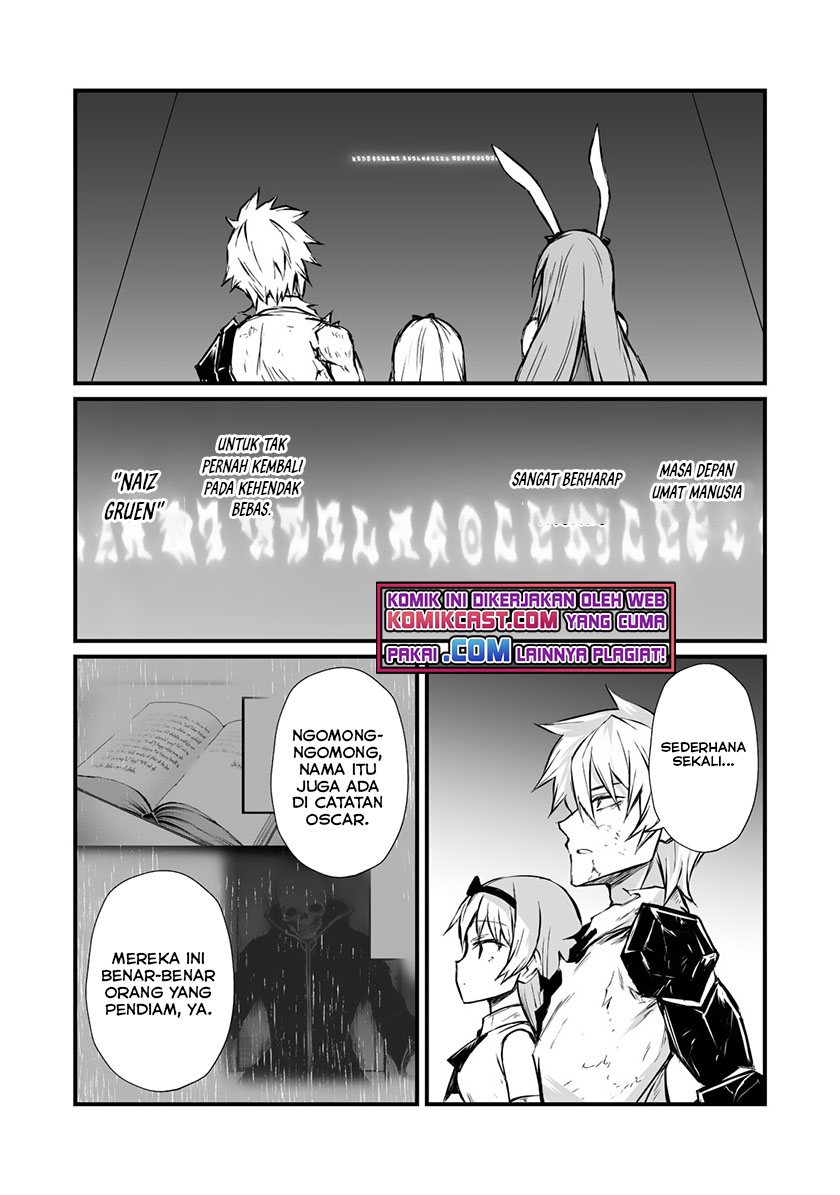 MASA DEPAN
UMAT MANUSIA
SANGAT BERHARAP
UNTUK TAK
PERNAH KEMBALI
PADA KEHENDAK
BEBAS.
"NAIZ
GRUEN"
KOMIK INI DIKERJAKAN OLEH WEB
KOMIKCAST.COM YANG CUMA
PAKAI .COM LAINNYA PLAGIAT!
SEDERHANA
SEKALI...
NGOMONG-
NGOMONG,
NAMA ITU
JUGA ADA
DI CATATAN
OSCAR.
MEREKA INI
BENAR-BENAR
ORANG YANG
PENDIAM, YA.